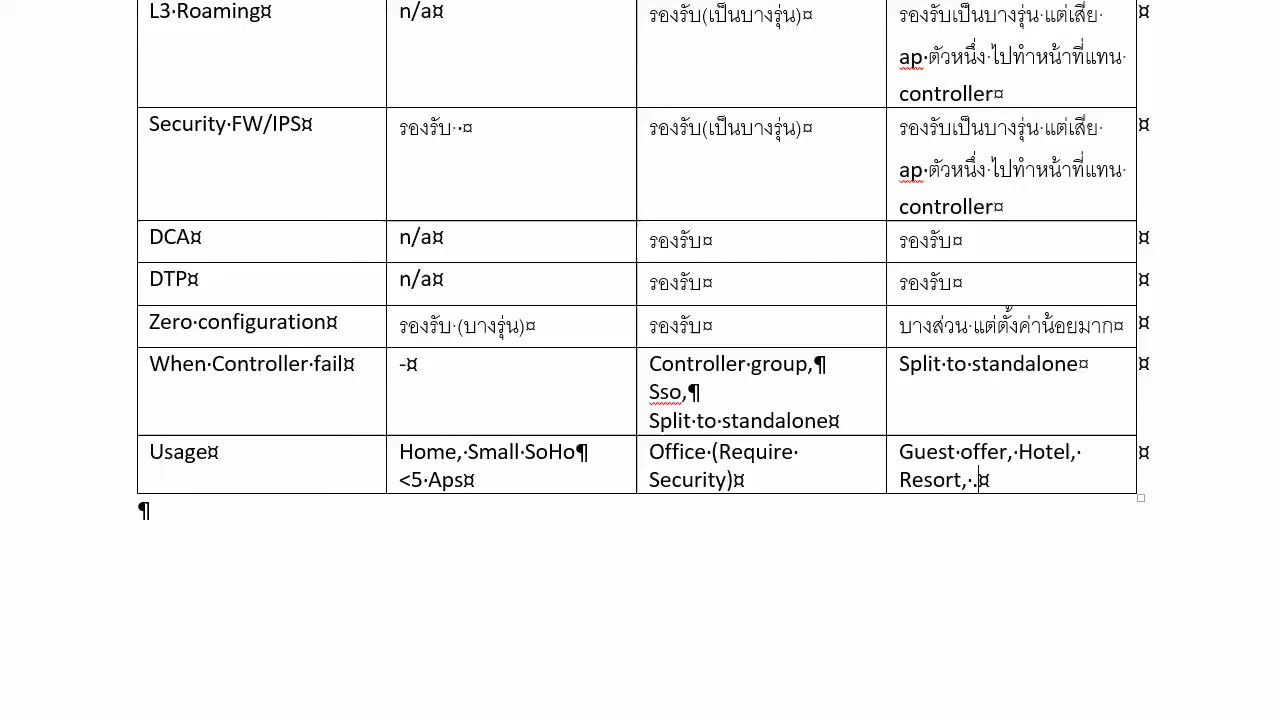 L3 Roaming n/a รองรับ(เป็นบางรุ่น) รองรับเป็นบางรุ่น แต่เสีย
ap ตัวหนึ่ง ไปทำหน้าที่แทน
controller
Security FW/IPS รองรับ รองรับ(เป็นบางรุ่น) รองรับเป็นบางรุ่น แต่เสีย
ap ตัวหนึ่ง ไปทำหน้าที่แทน
controller
DCA n/a รองรับ รองรับ
DTP n/a รองรับ รองรับ
Zero configuration รองรับ (บางรุ่น) รองรับ บางส่วน แต่ตั้งค่าน้อยมาก
When Controller fail - Controller group, Split to standalone
Sso,
Split to standalone
Usage Home, Small SoHo Office (Require Guest offer, Hotel,
<5 Aps Security) Resort, .